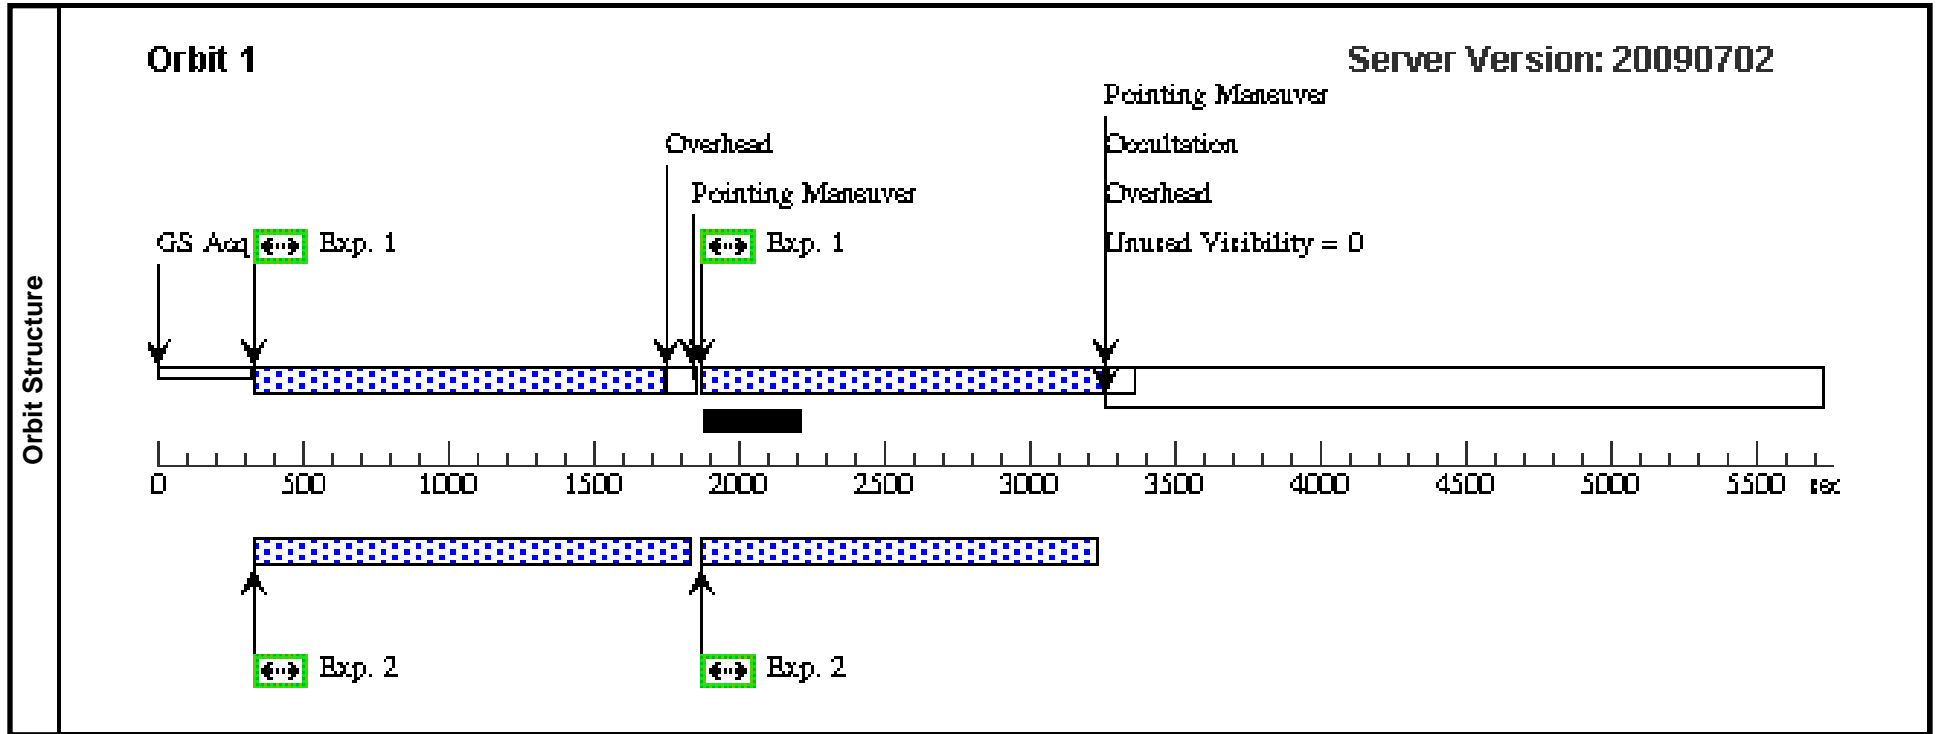 Orbit 1
Server Version: 20090702
Pointing Maneuver
Overhead
Occultation
Pointing Maneuver
Overhead
GS Acq
Exp. 1
Exp. 1
Unused Visibility = 0
Orbit Structure
0 500 1000 1500 2000 2500 3000 3500 4000 4500 5000 5500 sec
Exp. 2
Exp. 2